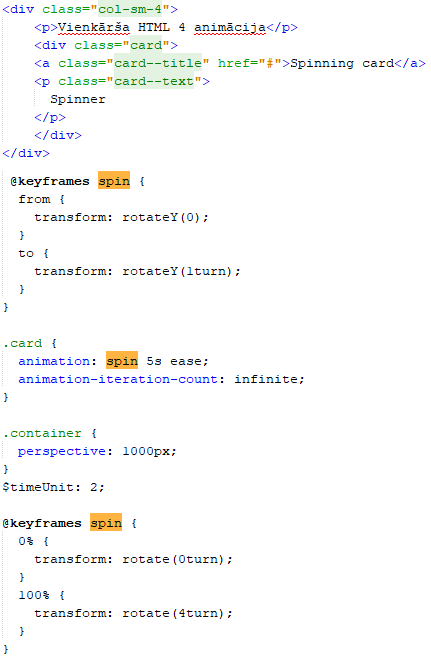 <div class="col-sm-4">
    <p>Vienkārša HTML 4 animācija</p>
    <div class="card">
    <a class="card--title" href="#">Spinning card</a>
    <p class="card--text">
      Spinner
    </p>
    </div>
</div>
 @keyframes spin {
  from {
    transform: rotateY(0);
  }
  to {
    transform: rotateY(1turn);
  }
}

.card {
  animation: spin 5s ease;
  animation-iteration-count: infinite;
}

.container {
  perspective: 1000px;
}
$timeUnit: 2;

@keyframes spin {
  0% {
    transform: rotate(0turn);
  }
  100% {
    transform: rotate(4turn);
  }
}